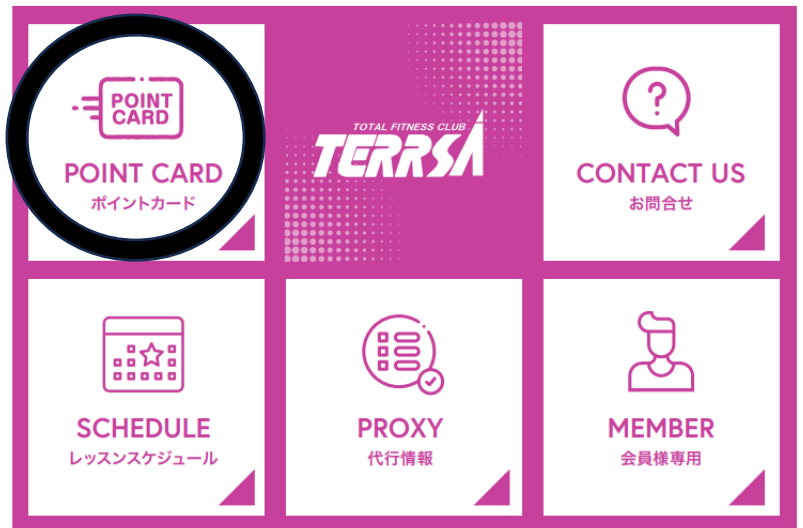 POINT
CARD
POINT CARD
ポイントカード
TOTAL FITNESS CLUB
TERRSA
?
CONTACT US
お問合せ
SCHEDULE
レッスンスケジュール
PROXY
代行情報
MEMBER
会員様専用